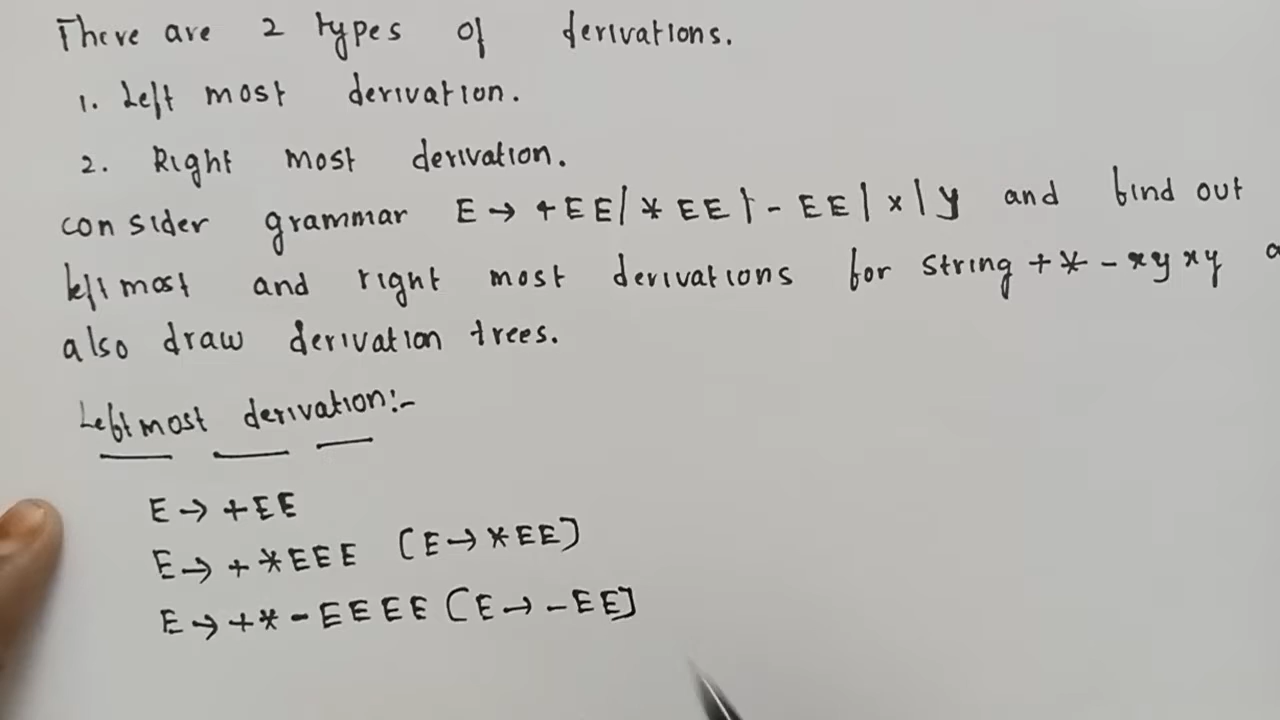 There are 2 types of derivations.
1. Left most derivation.
2. Right most derivation.
consider grammar E → +EE | * EE | - EE | x | y and find out
leftmost and right most derivations for string + * - xyxy a
also draw derivation trees.
Leftmost derivation:-
E → +EE
E → + *EEE [E → *EE]
E → + * - EEEE [E → -EE]